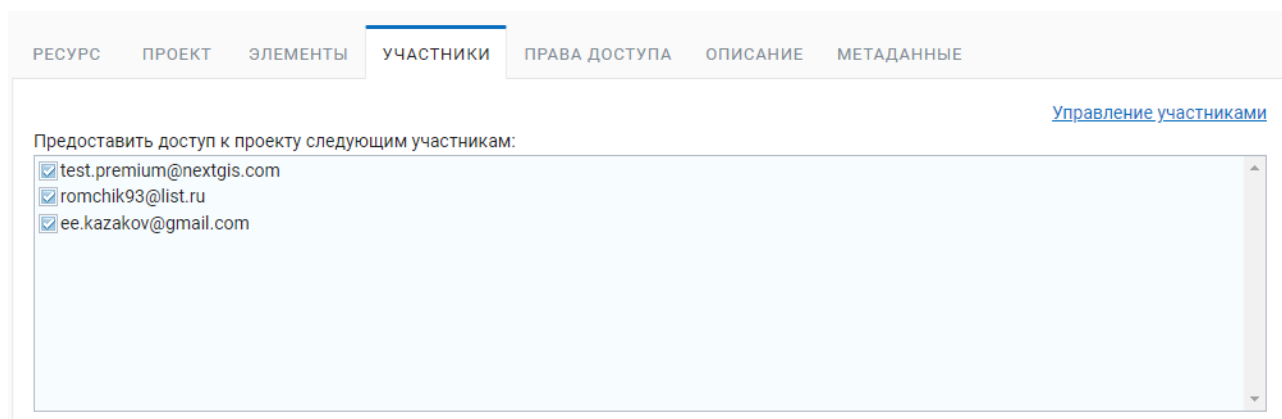 РЕСУРС ПРОЕКТ ЭЛЕМЕНТЫ УЧАСТНИКИ ПРАВА ДОСТУПА ОПИСАНИЕ МЕТАДАННЫЕ
Управление участниками
Предоставить доступ к проекту следующим участникам:
test.premium@nextgis.com
romchik93@list.ru
ee.kazakov@gmail.com